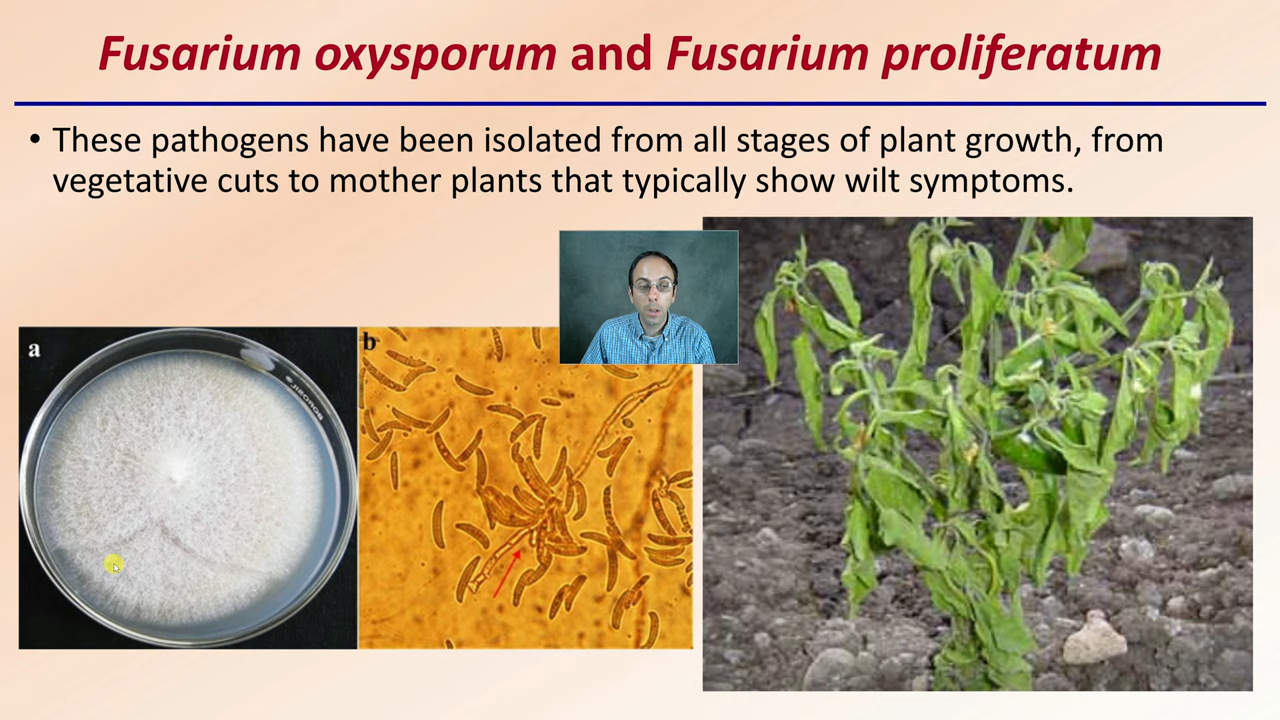 Fusarium oxysporum and Fusarium proliferatum
• These pathogens have been isolated from all stages of plant growth, from
vegetative cuts to mother plants that typically show wilt symptoms.
a
b
BOROSIL